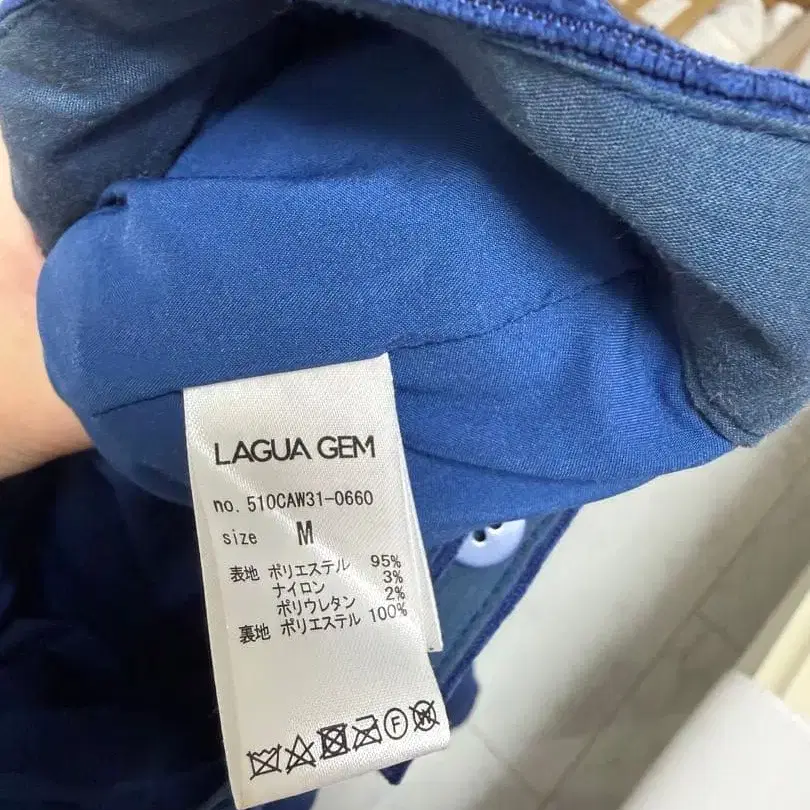 LAGUA GEM
no. 510CAW31-0660
size M
表地 ポリエステル 95%
ナイロン 3%
ポリウレタン 2%
裏地 ポリエステル 100%
F
W